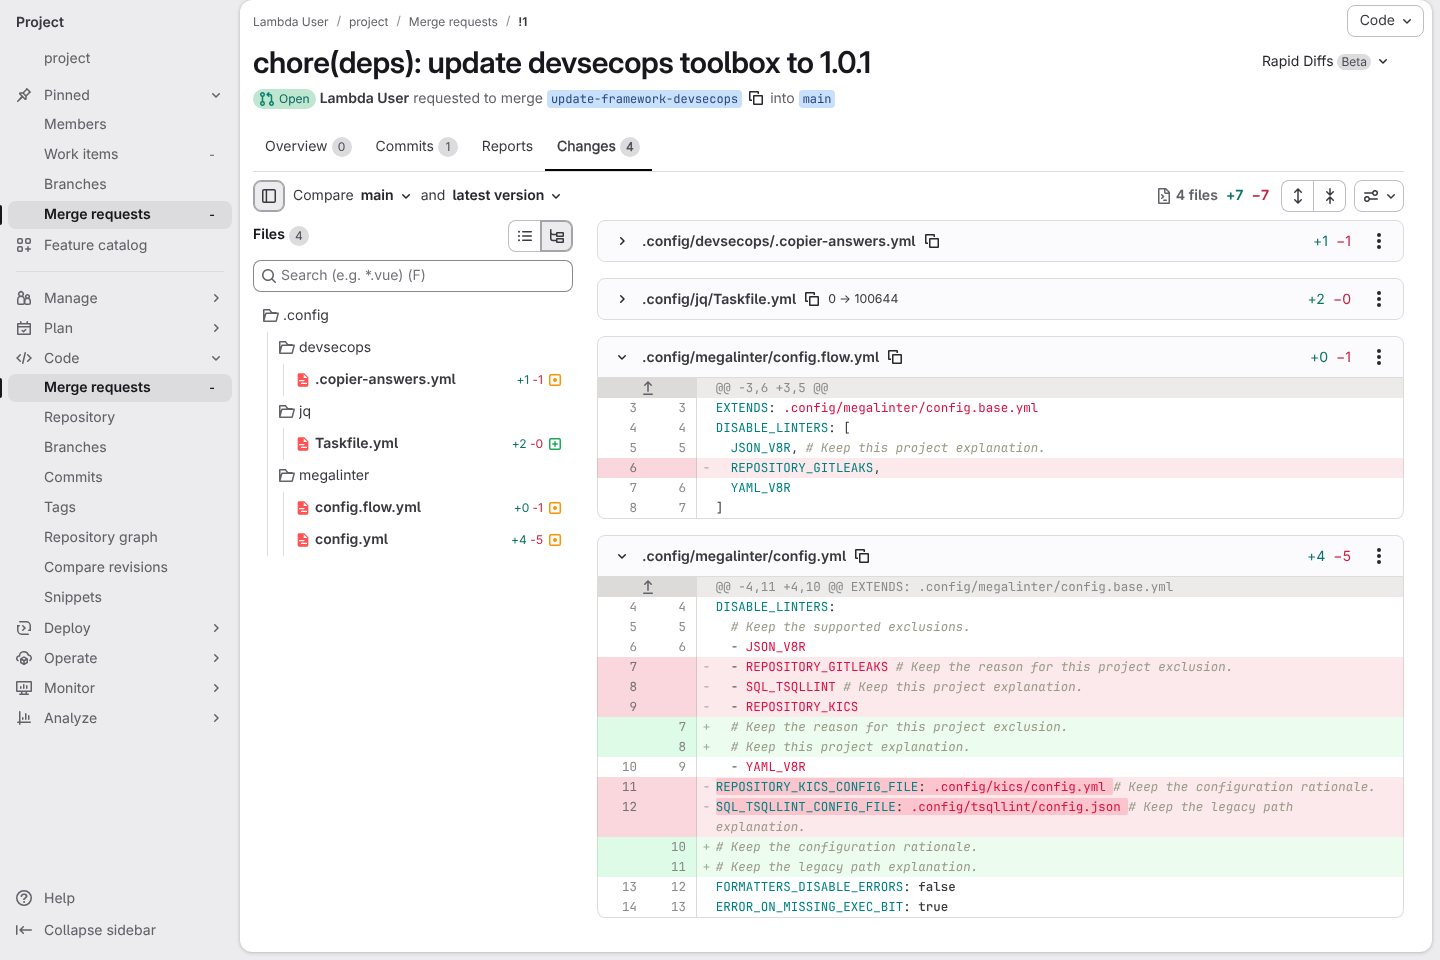 Project
project
Pinned
Members
Work items -
Branches
Merge requests -
Feature catalog
Manage
Plan
Code
Merge requests -
Repository
Branches
Commits
Tags
Repository graph
Compare revisions
Snippets
Deploy
Operate
Monitor
Analyze
Help
Collapse sidebar
Lambda User / project / Merge requests / !1
Code
chore(deps): update devsecops toolbox to 1.0.1
Rapid Diffs Beta
Open Lambda User requested to merge update-framework-devsecops into main
Overview 0 Commits 1 Reports Changes 4
Compare main and latest version
4 files +7 −7
Files 4
Search (e.g. *.vue) (F)
.config
devsecops
.copier-answers.yml +1 -1
jq
Taskfile.yml +2 -0
megalinter
config.flow.yml +0 -1
config.yml +4 -5
.config/devsecops/.copier-answers.yml +1 −1
.config/jq/Taskfile.yml 0 → 100644 +2 −0
.config/megalinter/config.flow.yml +0 −1
@@ -3,6 +3,5 @@
3 3 EXTENDS: .config/megalinter/config.base.yml
4 4 DISABLE_LINTERS: [
5 5 JSON_V8R, # Keep this project explanation.
6 - REPOSITORY_GITLEAKS,
7 6 YAML_V8R
8 7 ]
.config/megalinter/config.yml +4 −5
@@ -4,11 +4,10 @@ EXTENDS: .config/megalinter/config.base.yml
4 4 DISABLE_LINTERS:
5 5 # Keep the supported exclusions.
6 6 - JSON_V8R
7 - - REPOSITORY_GITLEAKS # Keep the reason for this project exclusion.
8 - - SQL_TSQLLINT # Keep this project explanation.
9 - - REPOSITORY_KICS
7 + # Keep the reason for this project exclusion.
8 + # Keep this project explanation.
10 9 - YAML_V8R
11 - REPOSITORY_KICS_CONFIG_FILE: .config/kics/config.yml # Keep the configuration rationale.
12 - SQL_TSQLLINT_CONFIG_FILE: .config/tsqllint/config.json # Keep the legacy path
explanation.
10 + # Keep the configuration rationale.
11 + # Keep the legacy path explanation.
13 12 FORMATTERS_DISABLE_ERRORS: false
14 13 ERROR_ON_MISSING_EXEC_BIT: true